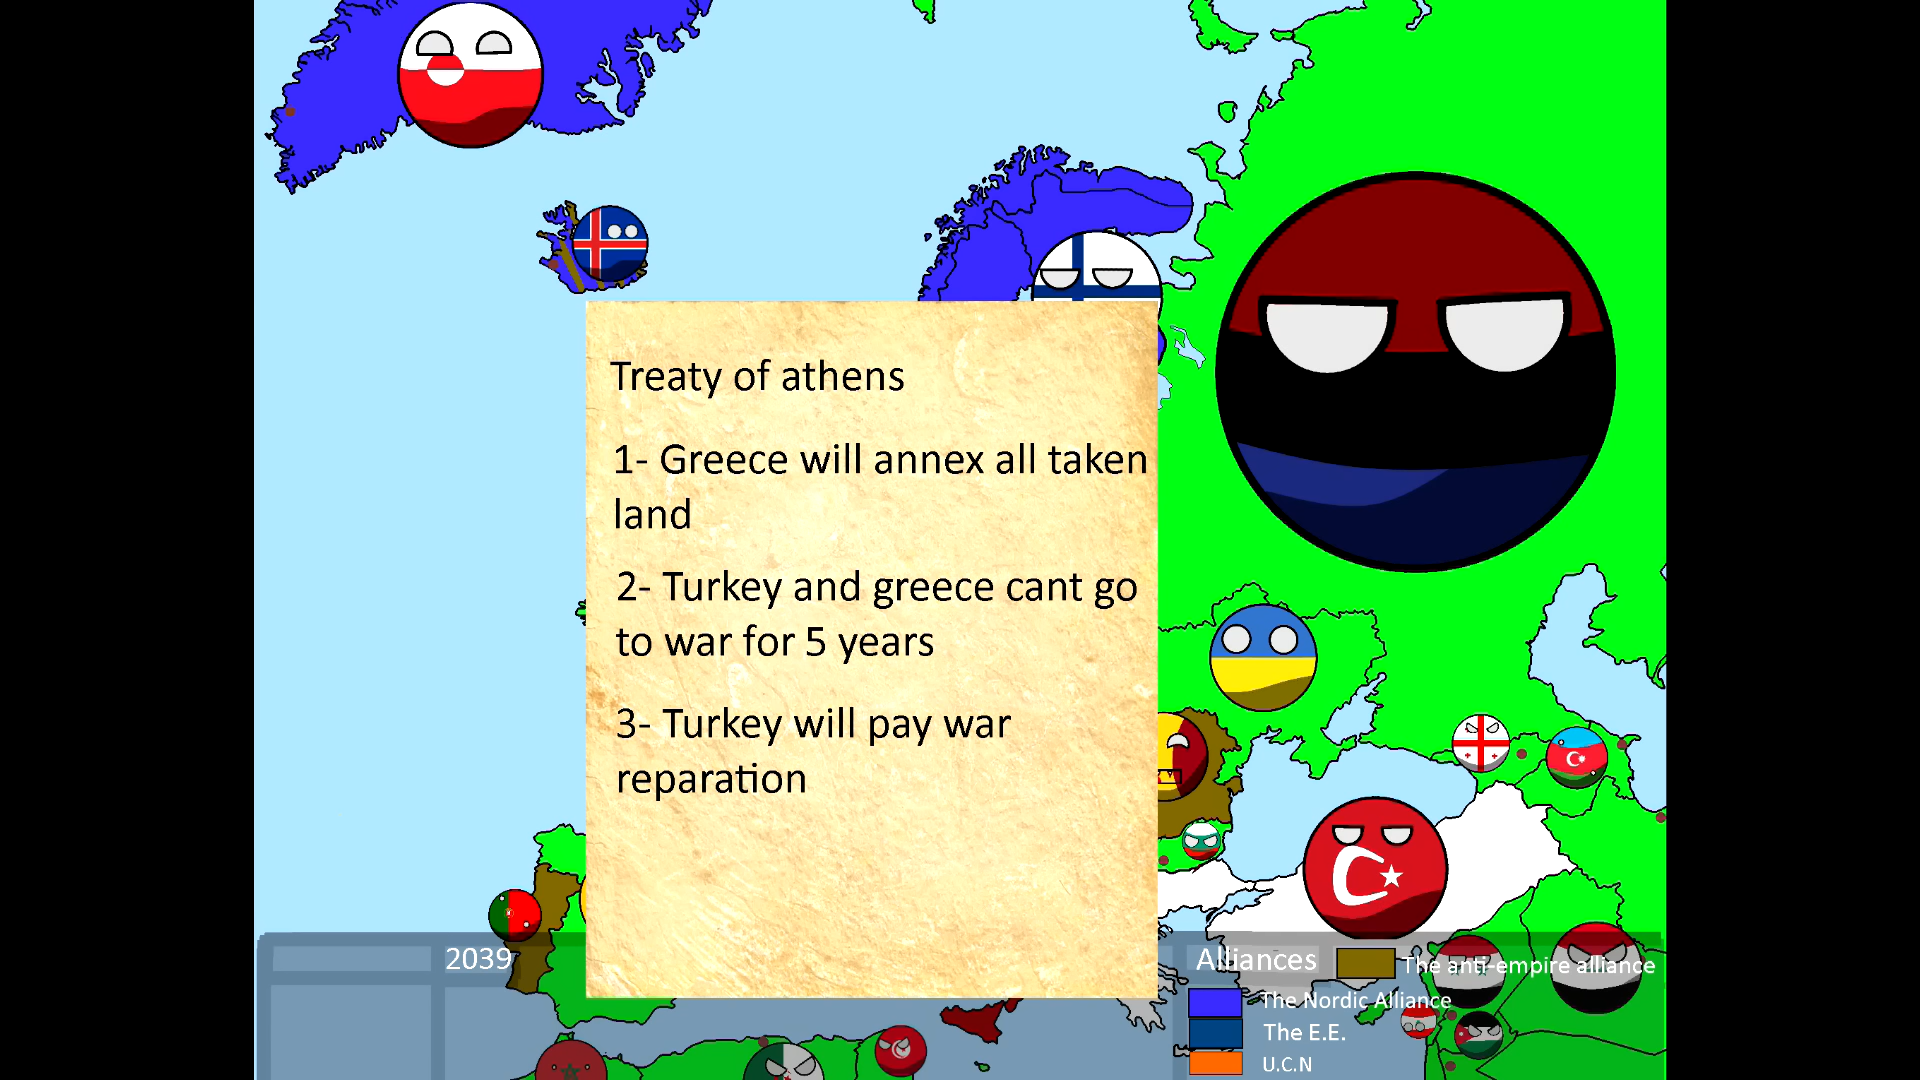 Treaty of athens
1- Greece will annex all taken
land
2- Turkey and greece cant go
to war for 5 years
3- Turkey will pay war
reparation
2039
Alliances
The anti-empire alliance
The Nordic Alliance
The E.E.
U.C.N